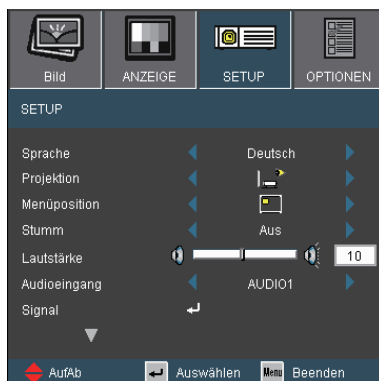 Bild ANZEIGE SETUP OPTIONEN
SETUP
Sprache Deutsch
Projektion
Menüposition
Stumm Aus
Lautstärke 10
Audioeingang AUDIO1
Signal
AufAb Auswählen Menu Beenden